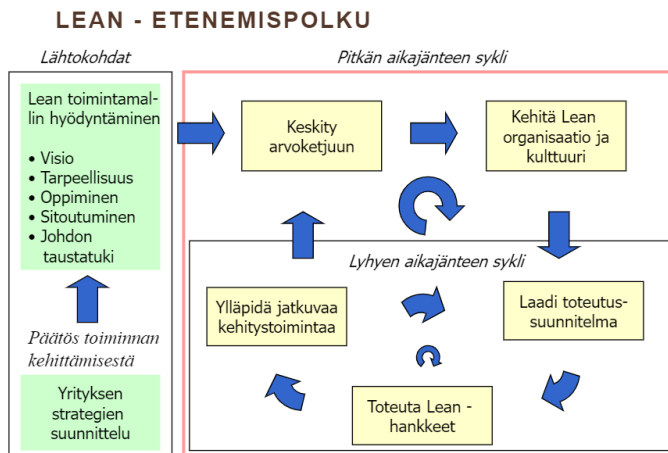 LEAN - ETENEMISPOLKU
Lähtokohdat
Pitkän aikajänteen sykli
Lean toimintamal-
lin hyödyntäminen
• Visio
• Tarpeellisuus
• Oppiminen
• Sitoutuminen
• Johdon
taustatuki
Päätös toiminnan
kehittämisestä
Yrityksen
strategien
suunnittelu
Keskity
arvoketjuun
Kehitä Lean
organisaatio ja
kulttuuri
Lyhyen aikajänteen sykli
Ylläpidä jatkuvaa
kehitystoimintaa
Laadi toteutus-
suunnitelma
Toteuta Lean -
hankkeet